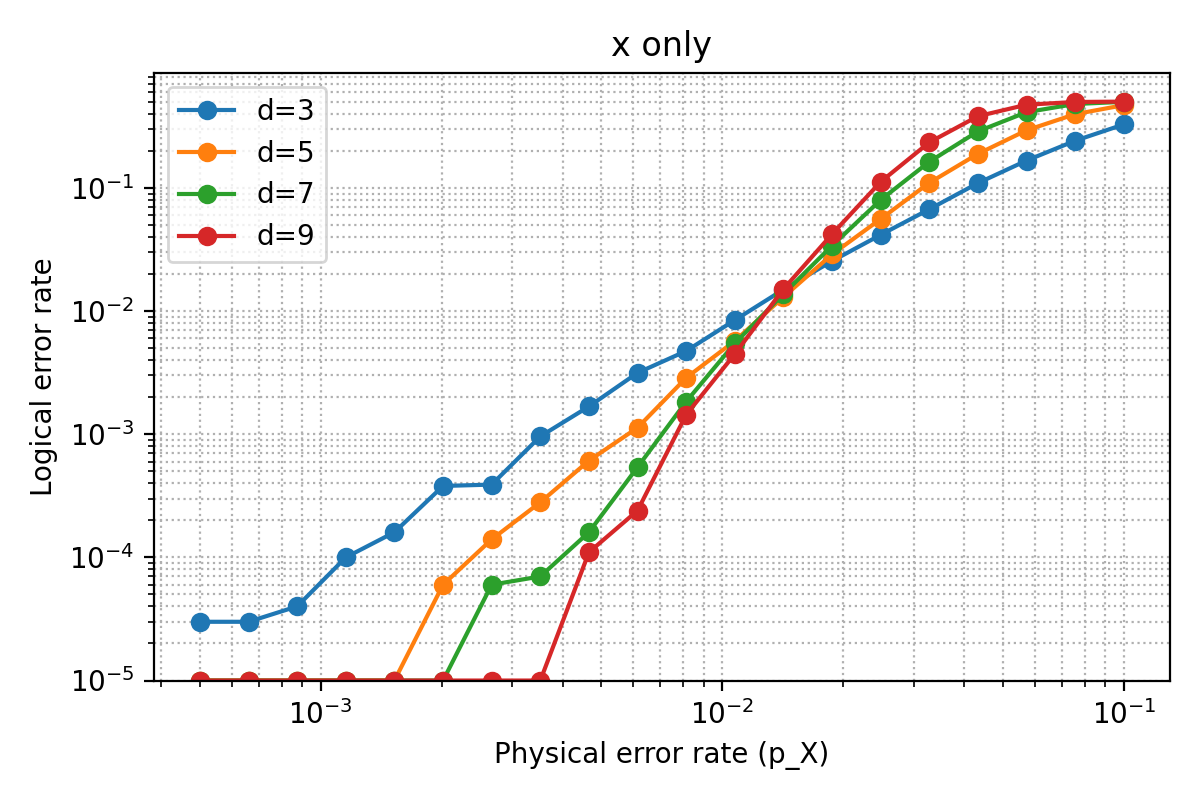 x only
d=3
d=5
d=7
d=9
Logical error rate
10⁻¹
10⁻²
10⁻³
10⁻⁴
10⁻⁵
10⁻³ 10⁻² 10⁻¹
Physical error rate (p_X)